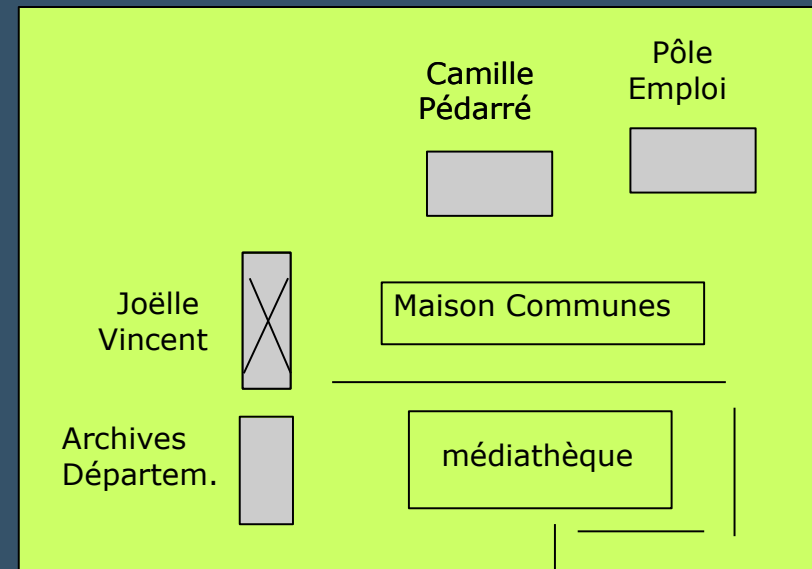 Pôle
Emploi
Camille
Pédarré
Joëlle
Vincent
Maison Communes
Archives
Départem.
médiathèque